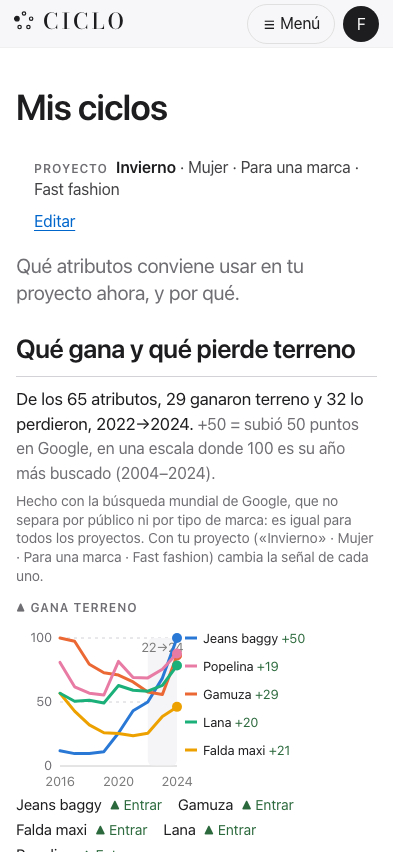 CICLO
≡ Menú
F
Mis ciclos
PROYECTO Invierno · Mujer · Para una marca ·
Fast fashion
Editar
Qué atributos conviene usar en tu
proyecto ahora, y por qué.
Qué gana y qué pierde terreno
De los 65 atributos, 29 ganaron terreno y 32 lo
perdieron, 2022→2024. +50 = subió 50 puntos
en Google, en una escala donde 100 es su año
más buscado (2004–2024).
Hecho con la búsqueda mundial de Google, que no
separa por público ni por tipo de marca: es igual para
todos los proyectos. Con tu proyecto («Invierno» · Mujer
· Para una marca · Fast fashion) cambia la señal de cada
uno.
▲ GANA TERRENO
100
22→24
Jeans baggy +50
Popelina +19
50
Gamuza +29
Lana +20
Falda maxi +21
0
2016 2020 2024
Jeans baggy ▲ Entrar Gamuza ▲ Entrar
Falda maxi ▲ Entrar Lana ▲ Entrar